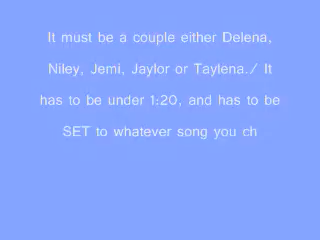 It must be a couple either Delena,
Niley, Jemi, Jaylor or Taylena./ It
has to be under 1:20, and has to be
SET to whatever song you ch